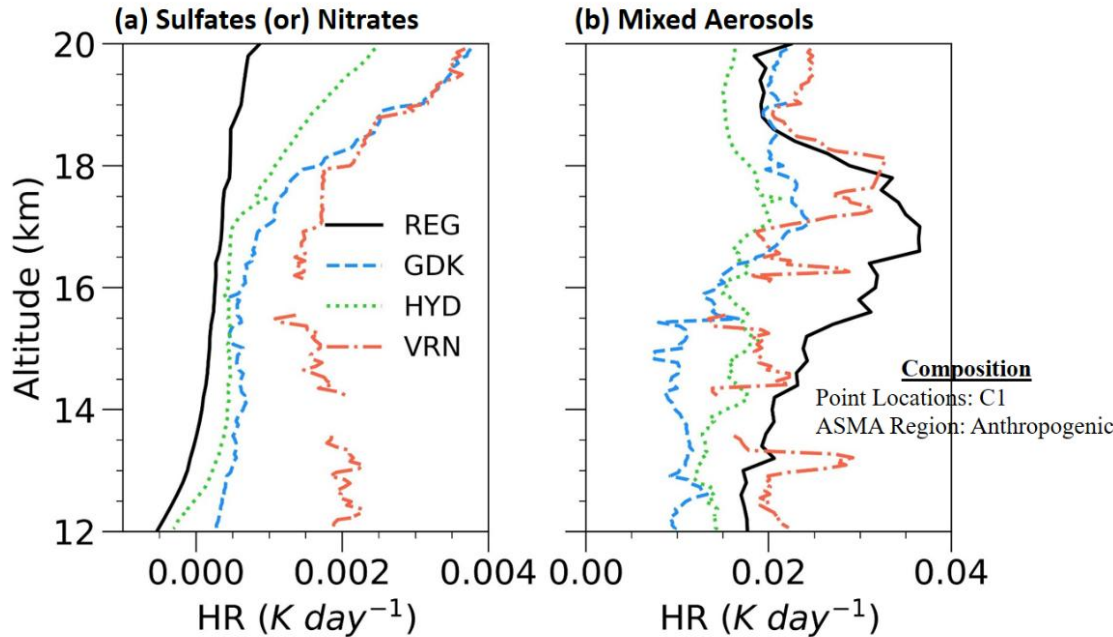 (a) Sulfates (or) Nitrates
(b) Mixed Aerosols
20
18
16
14
12
Altitude (km)
REG
GDK
HYD
VRN
0.000
0.002
0.004
HR (K day⁻¹)
0.00
0.02
0.04
HR (K day⁻¹)
Composition
Point Locations: C1
ASMA Region: Anthropogenic